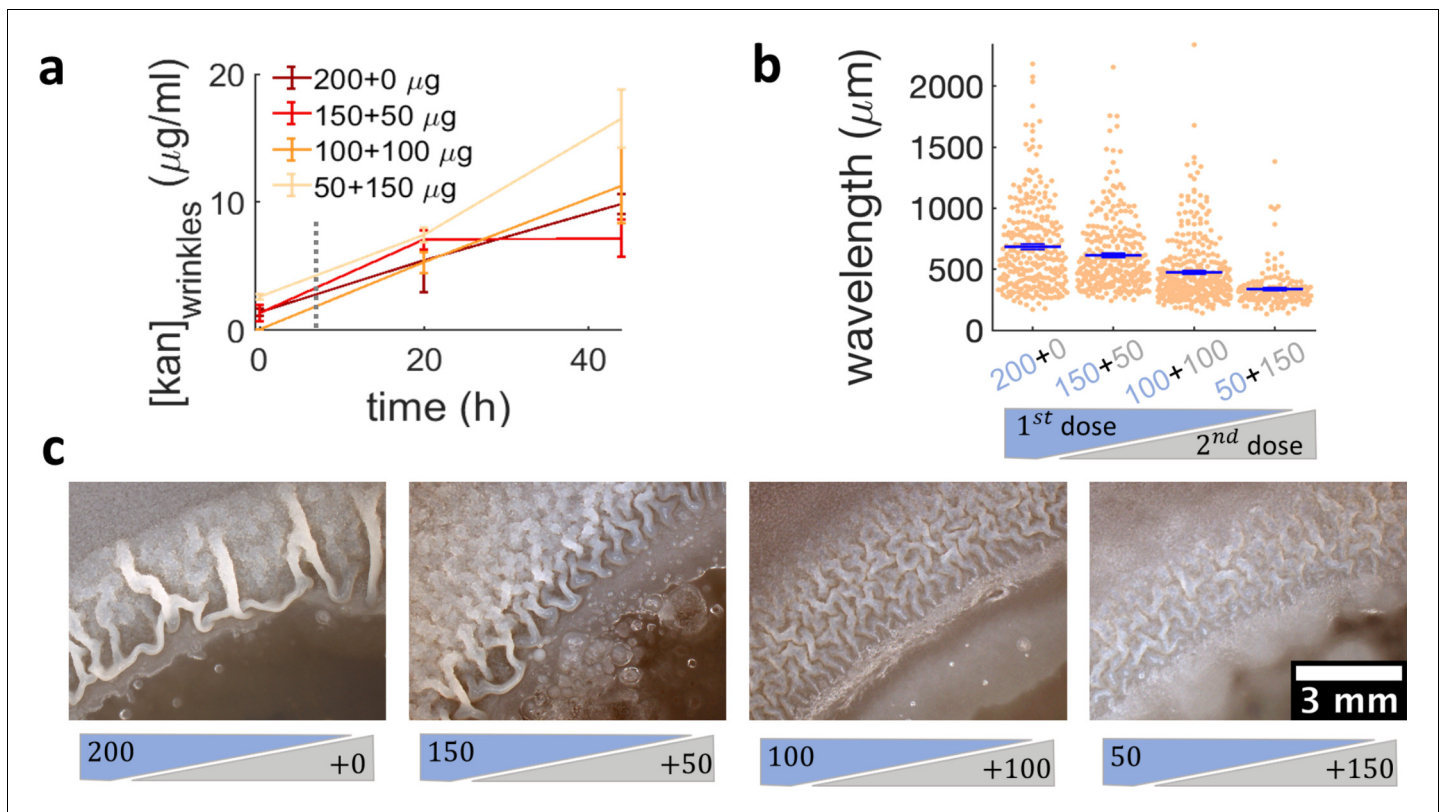 a
[kan]wrinkles (μg/ml)
20
10
0
200+0 μg
150+50 μg
100+100 μg
50+150 μg
0
20
40
time (h)
b
wavelength (μm)
2000
1500
1000
500
0
200+0
150+50
100+100
50+150
1st dose
2nd dose
c
3 mm
200
+0
150
+50
100
+100
50
+150